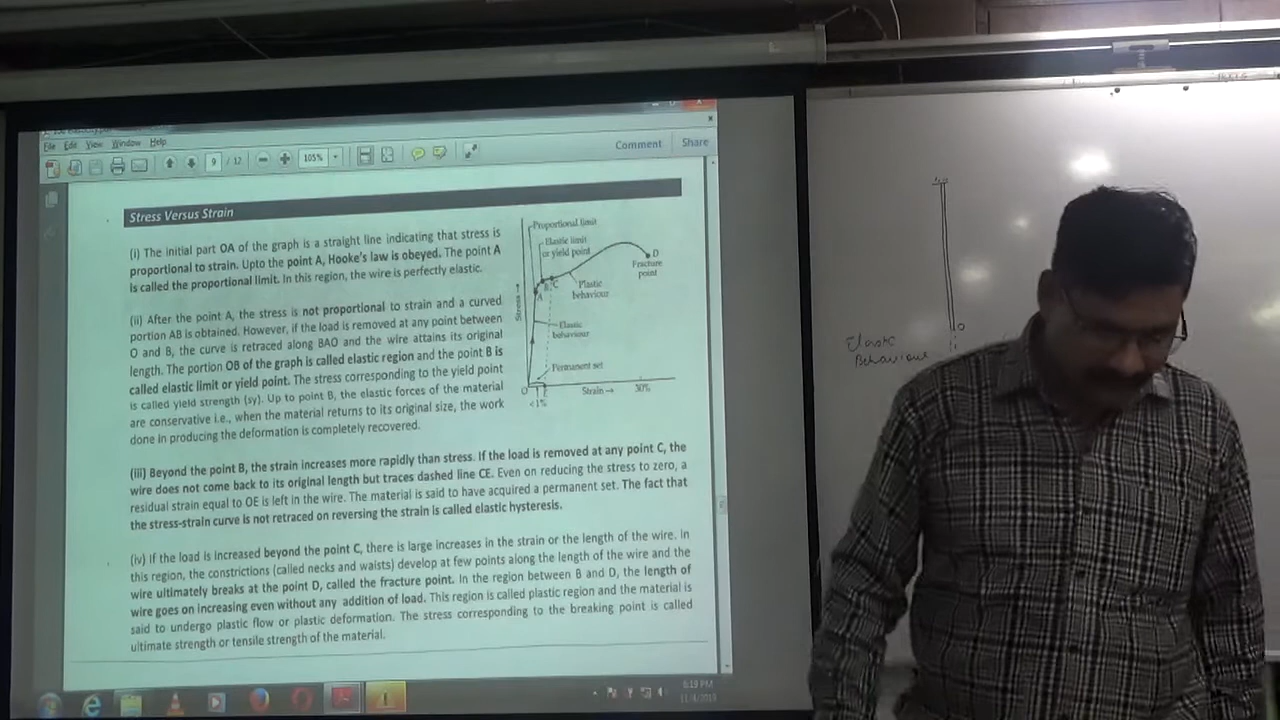 File Edit View Window Help
9 / 12
105%
Comment
Share
Stress Versus Strain
(i) The initial part OA of the graph is a straight line indicating that stress is
proportional to strain. Upto the point A, Hooke's law is obeyed. The point A
is called the proportional limit. In this region, the wire is perfectly elastic.
(ii) After the point A, the stress is not proportional to strain and a curved
portion AB is obtained. However, if the load is removed at any point between
O and B, the curve is retraced along BAO and the wire attains its original
length. The portion OB of the graph is called elastic region and the point B is
called elastic limit or yield point. The stress corresponding to the yield point
is called yield strength (sy). Up to point B, the elastic forces of the material
are conservative i.e., when the material returns to its original size, the work
done in producing the deformation is completely recovered.
Proportional limit
Elastic limit
or yield point
D
Fracture
point
A
B
C
Plastic
behaviour
Stress→
Elastic
behaviour
Permanent set
O
E
<1%
Strain→
30%
(iii) Beyond the point B, the strain increases more rapidly than stress. If the load is removed at any point C, the
wire does not come back to its original length but traces dashed line CE. Even on reducing the stress to zero, a
residual strain equal to OE is left in the wire. The material is said to have acquired a permanent set. The fact that
the stress-strain curve is not retraced on reversing the strain is called elastic hysteresis.
(iv) If the load is increased beyond the point C, there is large increases in the strain or the length of the wire. In
this region, the constrictions (called necks and waists) develop at few points along the length of the wire and the
wire ultimately breaks at the point D, called the fracture point. In the region between B and D, the length of
wire goes on increasing even without any addition of load. This region is called plastic region and the material is
said to undergo plastic flow or plastic deformation. The stress corresponding to the breaking point is called
ultimate strength or tensile strength of the material.
6:19 PM
O
Elastic
Behaviour